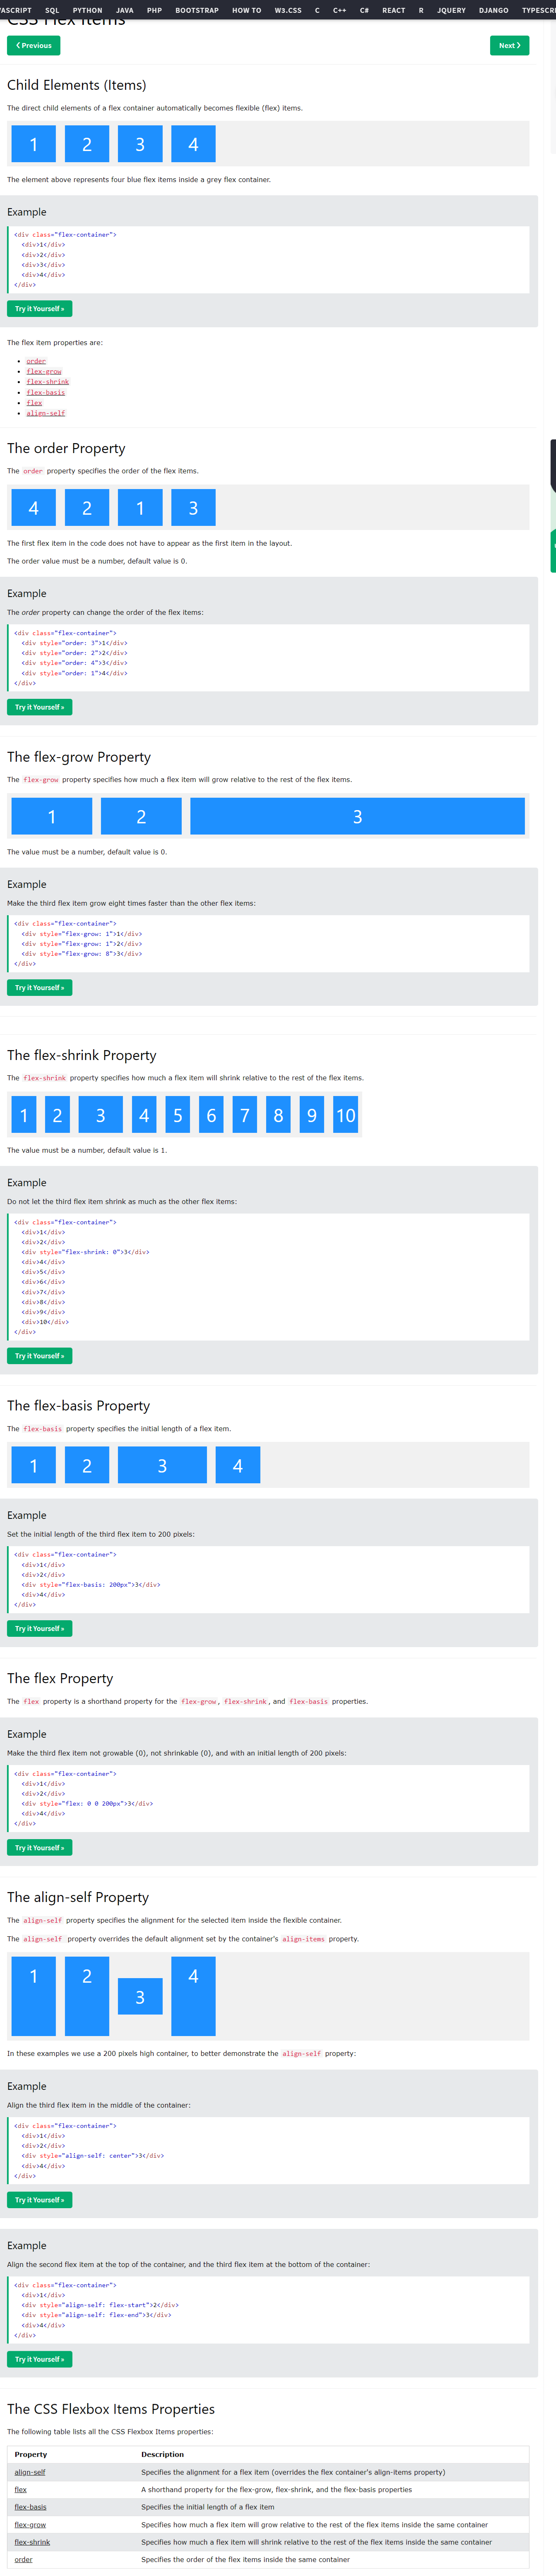 ASCRIPT SQL PYTHON JAVA PHP BOOTSTRAP HOW TO W3.CSS C C++ C# REACT R JQUERY DJANGO TYPESCRI
CSS Flex Items
❮ Previous
Next ❯
Child Elements (Items)
The direct child elements of a flex container automatically becomes flexible (flex) items.
1 2 3 4
The element above represents four blue flex items inside a grey flex container.
Example
<div class="flex-container">
  <div>1</div>
  <div>2</div>
  <div>3</div>
  <div>4</div>
</div>
Try it Yourself »
The flex item properties are:
• order
• flex-grow
• flex-shrink
• flex-basis
• flex
• align-self
The order Property
The order property specifies the order of the flex items.
4 2 1 3
The first flex item in the code does not have to appear as the first item in the layout.
The order value must be a number, default value is 0.
Example
The order property can change the order of the flex items:
<div class="flex-container">
  <div style="order: 3">1</div>
  <div style="order: 2">2</div>
  <div style="order: 4">3</div>
  <div style="order: 1">4</div>
</div>
Try it Yourself »
The flex-grow Property
The flex-grow property specifies how much a flex item will grow relative to the rest of the flex items.
1 2 3
The value must be a number, default value is 0.
Example
Make the third flex item grow eight times faster than the other flex items:
<div class="flex-container">
  <div style="flex-grow: 1">1</div>
  <div style="flex-grow: 1">2</div>
  <div style="flex-grow: 8">3</div>
</div>
Try it Yourself »
The flex-shrink Property
The flex-shrink property specifies how much a flex item will shrink relative to the rest of the flex items.
1 2 3 4 5 6 7 8 9 10
The value must be a number, default value is 1.
Example
Do not let the third flex item shrink as much as the other flex items:
<div class="flex-container">
  <div>1</div>
  <div>2</div>
  <div style="flex-shrink: 0">3</div>
  <div>4</div>
  <div>5</div>
  <div>6</div>
  <div>7</div>
  <div>8</div>
  <div>9</div>
  <div>10</div>
</div>
Try it Yourself »
The flex-basis Property
The flex-basis property specifies the initial length of a flex item.
1 2 3 4
Example
Set the initial length of the third flex item to 200 pixels:
<div class="flex-container">
  <div>1</div>
  <div>2</div>
  <div style="flex-basis: 200px">3</div>
  <div>4</div>
</div>
Try it Yourself »
The flex Property
The flex property is a shorthand property for the flex-grow, flex-shrink, and flex-basis properties.
Example
Make the third flex item not growable (0), not shrinkable (0), and with an initial length of 200 pixels:
<div class="flex-container">
  <div>1</div>
  <div>2</div>
  <div style="flex: 0 0 200px">3</div>
  <div>4</div>
</div>
Try it Yourself »
The align-self Property
The align-self property specifies the alignment for the selected item inside the flexible container.
The align-self property overrides the default alignment set by the container's align-items property.
1 2 3 4
In these examples we use a 200 pixels high container, to better demonstrate the align-self property:
Example
Align the third flex item in the middle of the container:
<div class="flex-container">
  <div>1</div>
  <div>2</div>
  <div style="align-self: center">3</div>
  <div>4</div>
</div>
Try it Yourself »
Example
Align the second flex item at the top of the container, and the third flex item at the bottom of the container:
<div class="flex-container">
  <div>1</div>
  <div style="align-self: flex-start">2</div>
  <div style="align-self: flex-end">3</div>
  <div>4</div>
</div>
Try it Yourself »
The CSS Flexbox Items Properties
The following table lists all the CSS Flexbox Items properties:
Property Description
align-self Specifies the alignment for a flex item (overrides the flex container's align-items property)
flex A shorthand property for the flex-grow, flex-shrink, and the flex-basis properties
flex-basis Specifies the initial length of a flex item
flex-grow Specifies how much a flex item will grow relative to the rest of the flex items inside the same container
flex-shrink Specifies how much a flex item will shrink relative to the rest of the flex items inside the same container
order Specifies the order of the flex items inside the same container